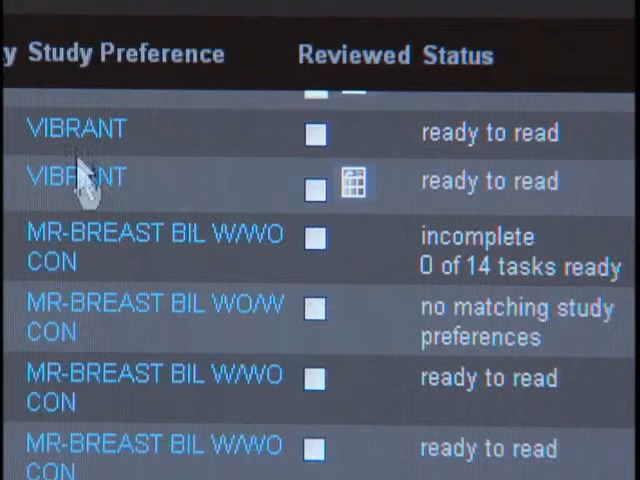 y Study Preference Reviewed Status
VIBRANT ready to read
VIBRANT ready to read
MR-BREAST BIL W/WO incomplete
CON 0 of 14 tasks ready
MR-BREAST BIL WO/W no matching study
CON preferences
MR-BREAST BIL W/WO ready to read
CON
MR-BREAST BIL W/WO ready to read
CON